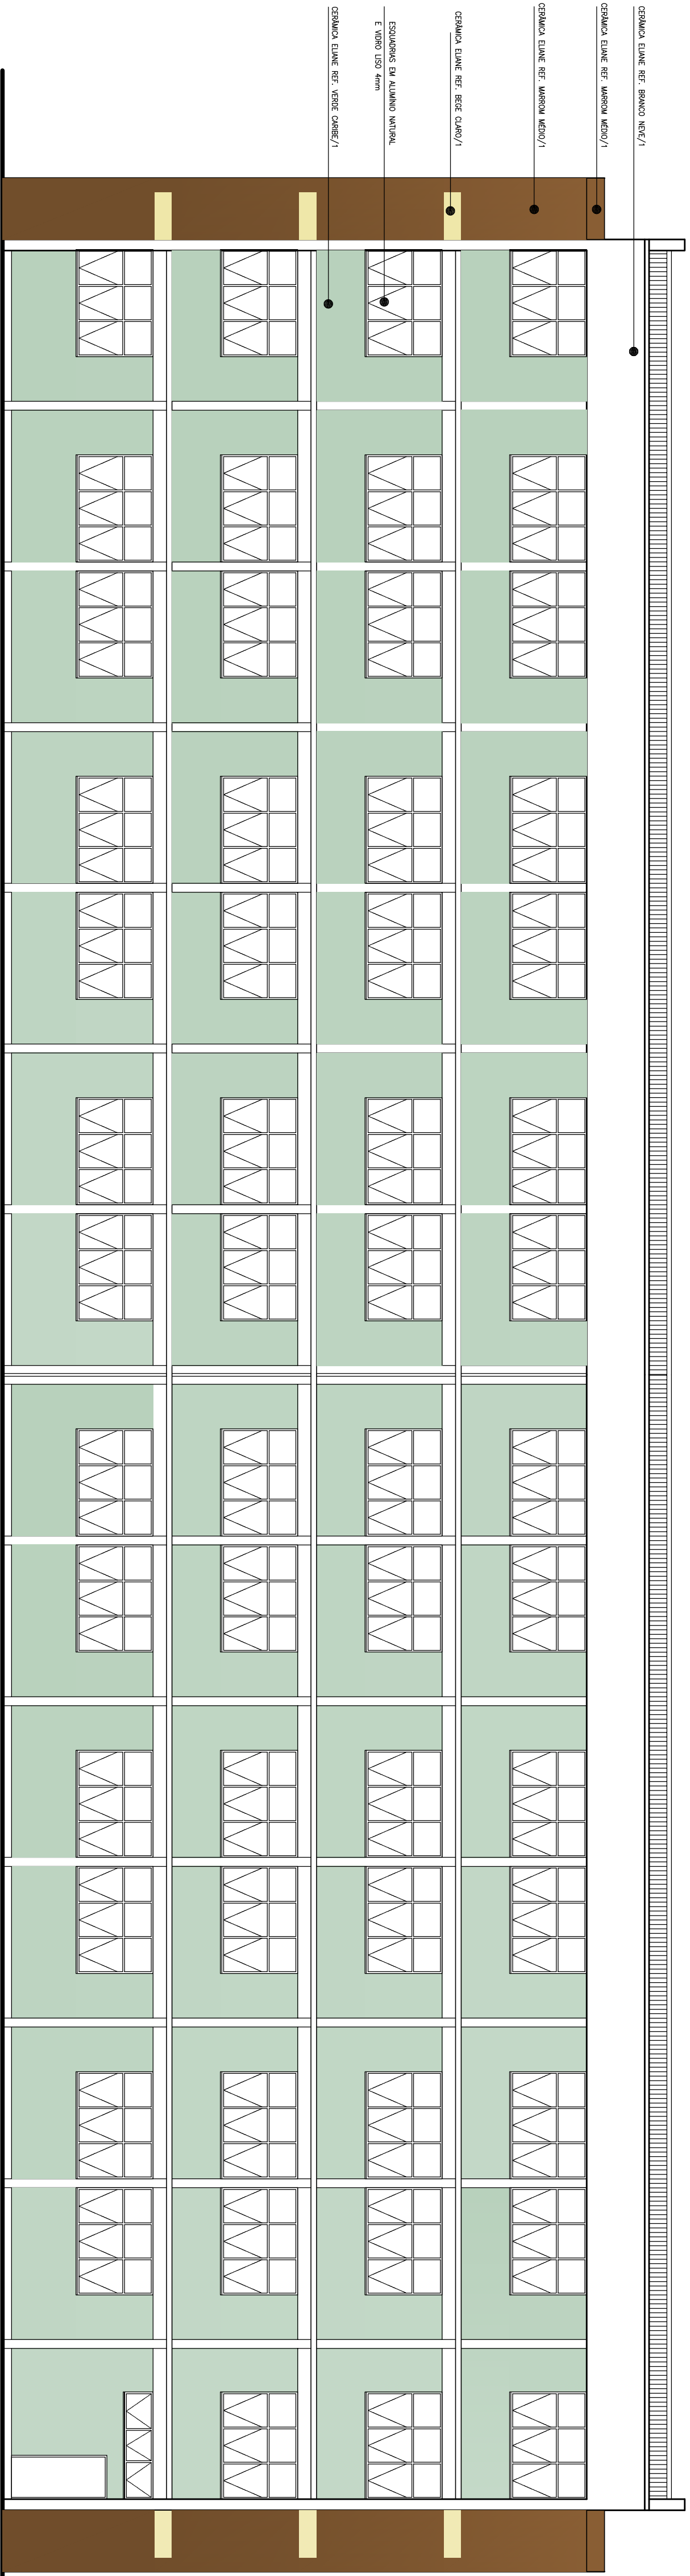 CERÂMICA ELIANE REF. BRANCO NEVE/1
CERÂMICA ELIANE REF. MARROM MÉDIO/1
CERÂMICA ELIANE REF. MARROM MÉDIO/1
CERÂMICA ELIANE REF. BEGE CLARO/1
ESQUADRIAS EM ALUMÍNIO NATURAL
E VIDRO LISO 4mm
CERÂMICA ELIANE REF. VERDE CARIBE/1